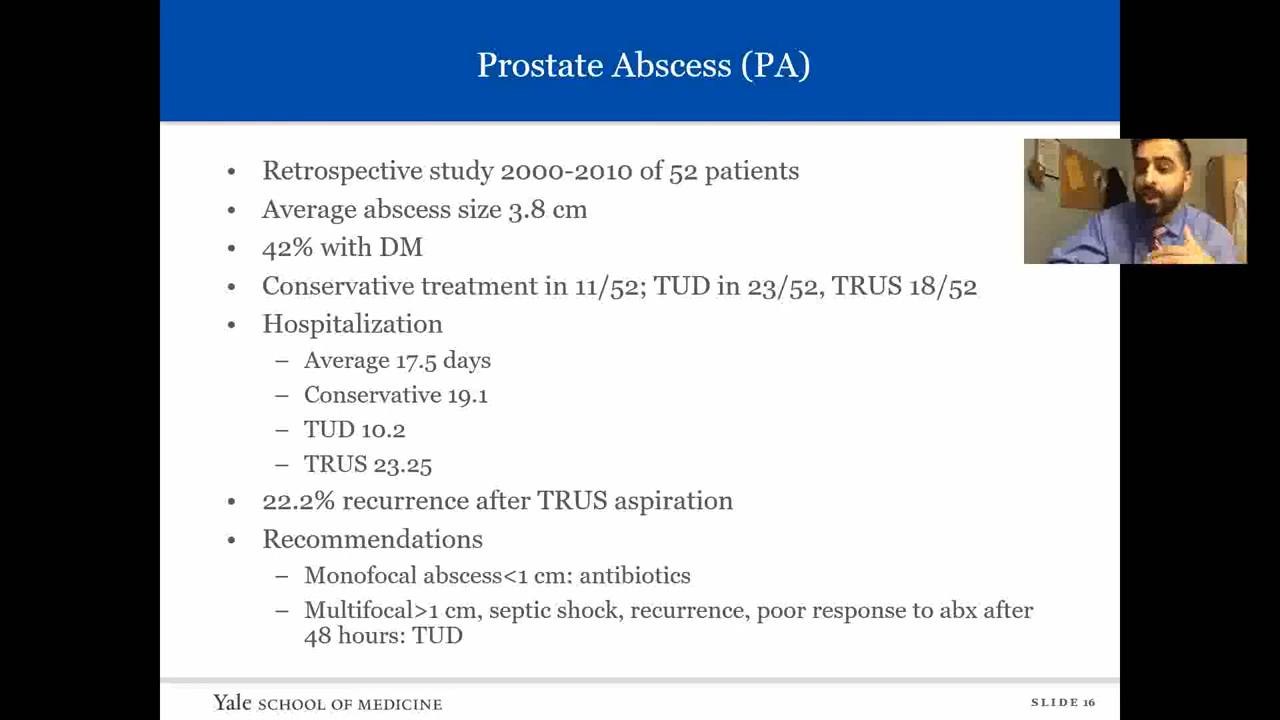 Prostate Abscess (PA)
• Retrospective study 2000-2010 of 52 patients
• Average abscess size 3.8 cm
• 42% with DM
• Conservative treatment in 11/52; TUD in 23/52, TRUS 18/52
• Hospitalization
– Average 17.5 days
– Conservative 19.1
– TUD 10.2
– TRUS 23.25
• 22.2% recurrence after TRUS aspiration
• Recommendations
– Monofocal abscess<1 cm: antibiotics
– Multifocal>1 cm, septic shock, recurrence, poor response to abx after
48 hours: TUD
Yale SCHOOL OF MEDICINE
SLIDE 16